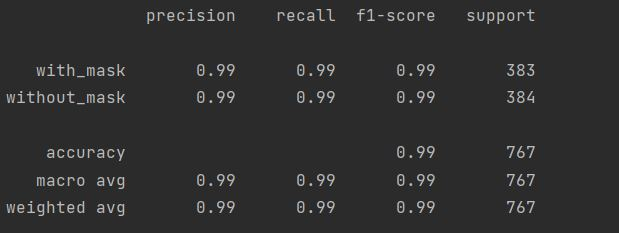 precision recall f1-score support
with_mask 0.99 0.99 0.99 383
without_mask 0.99 0.99 0.99 384
accuracy 0.99 767
macro avg 0.99 0.99 0.99 767
weighted avg 0.99 0.99 0.99 767